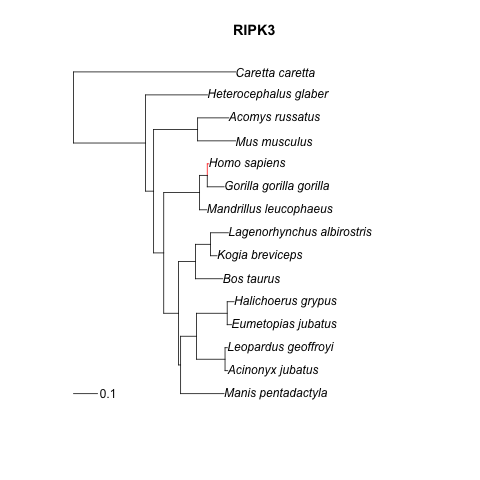 RIPK3
Caretta caretta
Heterocephalus glaber
Acomys russatus
Mus musculus
Homo sapiens
Gorilla gorilla gorilla
Mandrillus leucophaeus
Lagenorhynchus albirostris
Kogia breviceps
Bos taurus
Halichoerus grypus
Eumetopias jubatus
Leopardus geoffroyi
Acinonyx jubatus
Manis pentadactyla
0.1